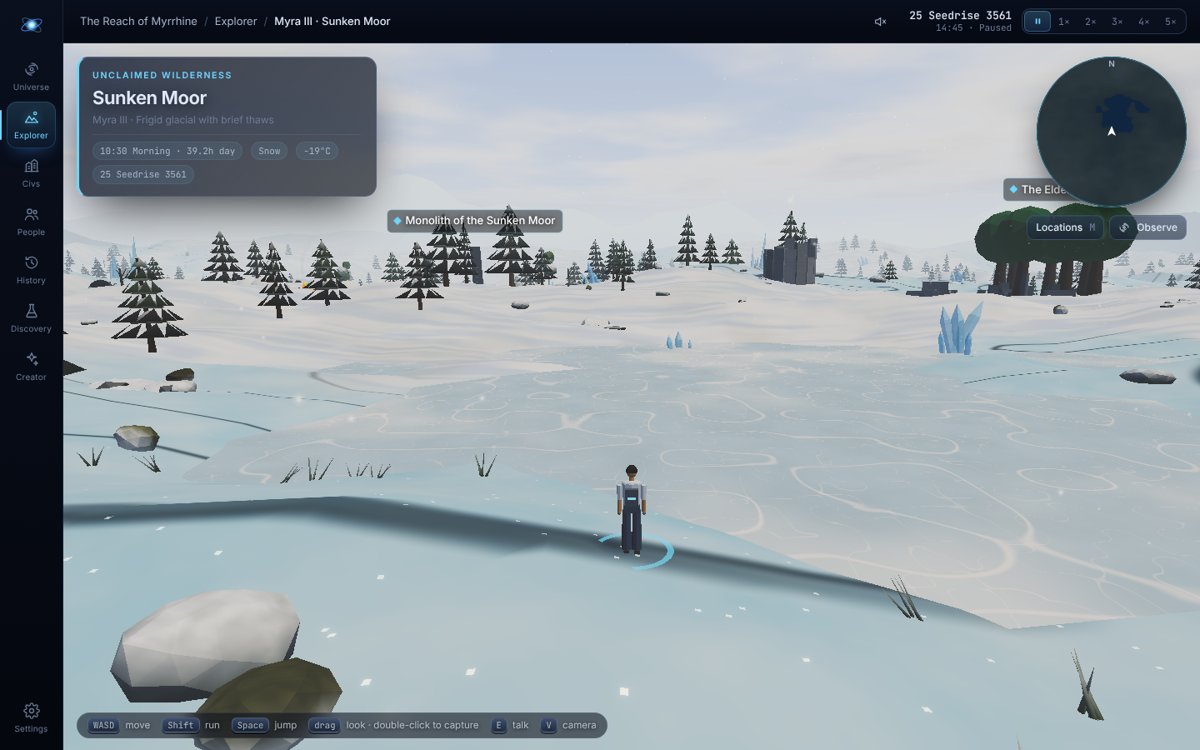 The Reach of Myrrhine / Explorer / Myra III · Sunken Moor
25 Seedrise 3561
14:45 · Paused
1× 2× 3× 4× 5×
Universe
Explorer
Civs
People
History
Discovery
Creator
Settings
UNCLAIMED WILDERNESS
Sunken Moor
Myra III · Frigid glacial with brief thaws
10:30 Morning · 39.2h day
Snow
-19°C
25 Seedrise 3561
N
Monolith of the Sunken Moor
The Elde
Locations M
Observe
WASD move Shift run Space jump drag look · double-click to capture E talk V camera